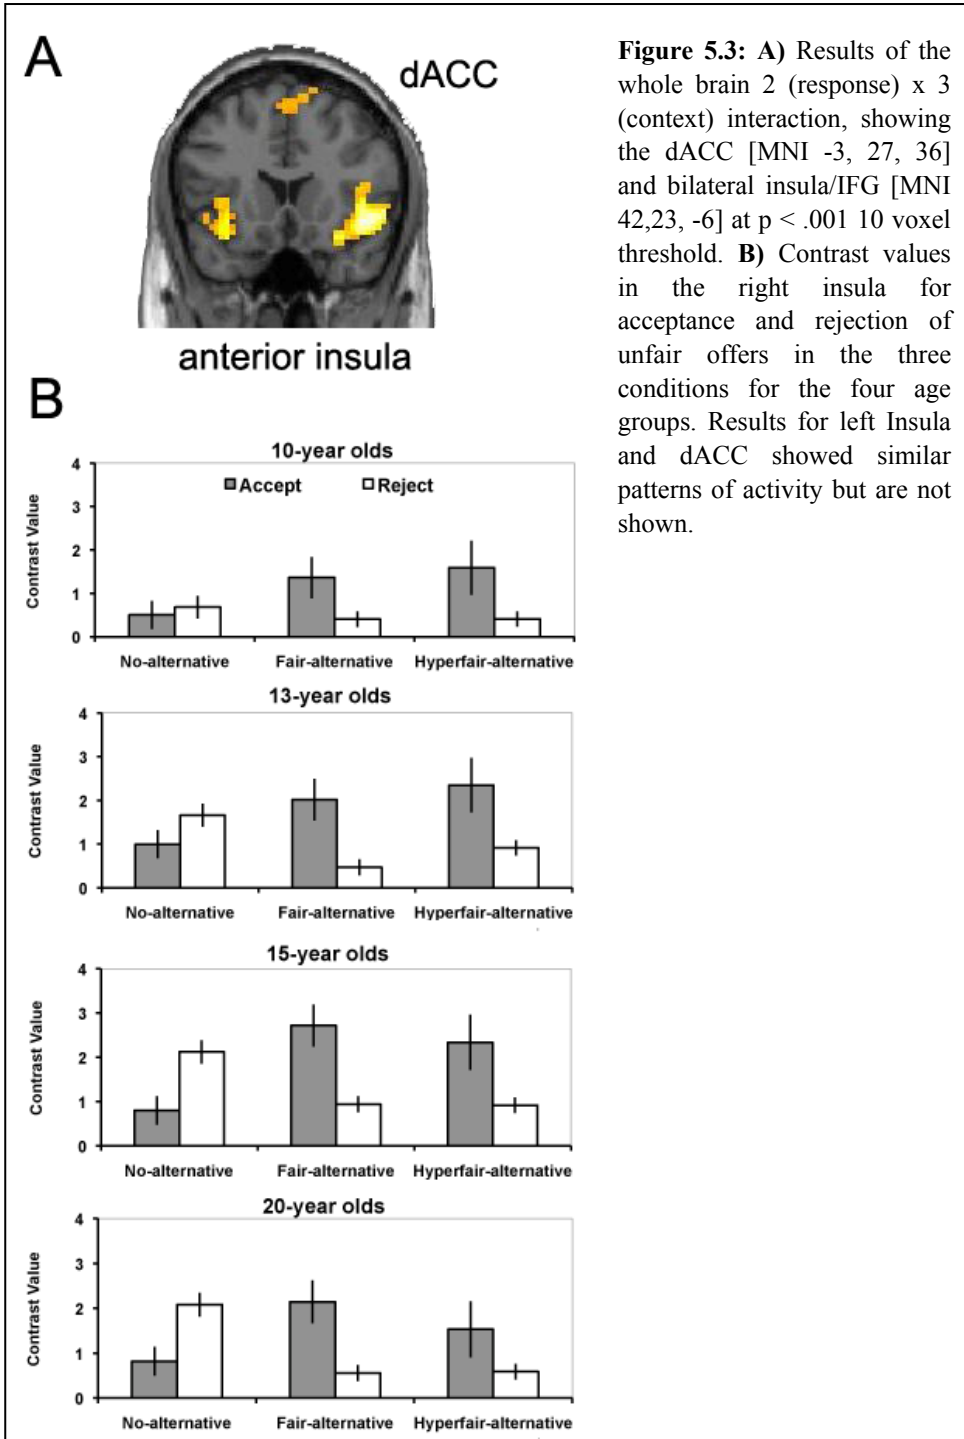 A
dACC
anterior insula
Figure 5.3: A) Results of the
whole brain 2 (response) x 3
(context) interaction, showing
the dACC [MNI -3, 27, 36]
and bilateral insula/IFG [MNI
42,23, -6] at p < .001 10 voxel
threshold. B) Contrast values
in the right insula for
acceptance and rejection of
unfair offers in the three
conditions for the four age
groups. Results for left Insula
and dACC showed similar
patterns of activity but are not
shown.
B
10-year olds
Accept Reject
Contrast Value
4
3
2
1
0
No-alternative Fair-alternative Hyperfair-alternative
13-year olds
Contrast Value
4
3
2
1
0
No-alternative Fair-alternative Hyperfair-alternative
15-year olds
Contrast Value
4
3
2
1
0
No-alternative Fair-alternative Hyperfair-alternative
20-year olds
Contrast Value
4
3
2
1
0
No-alternative Fair-alternative Hyperfair-alternative